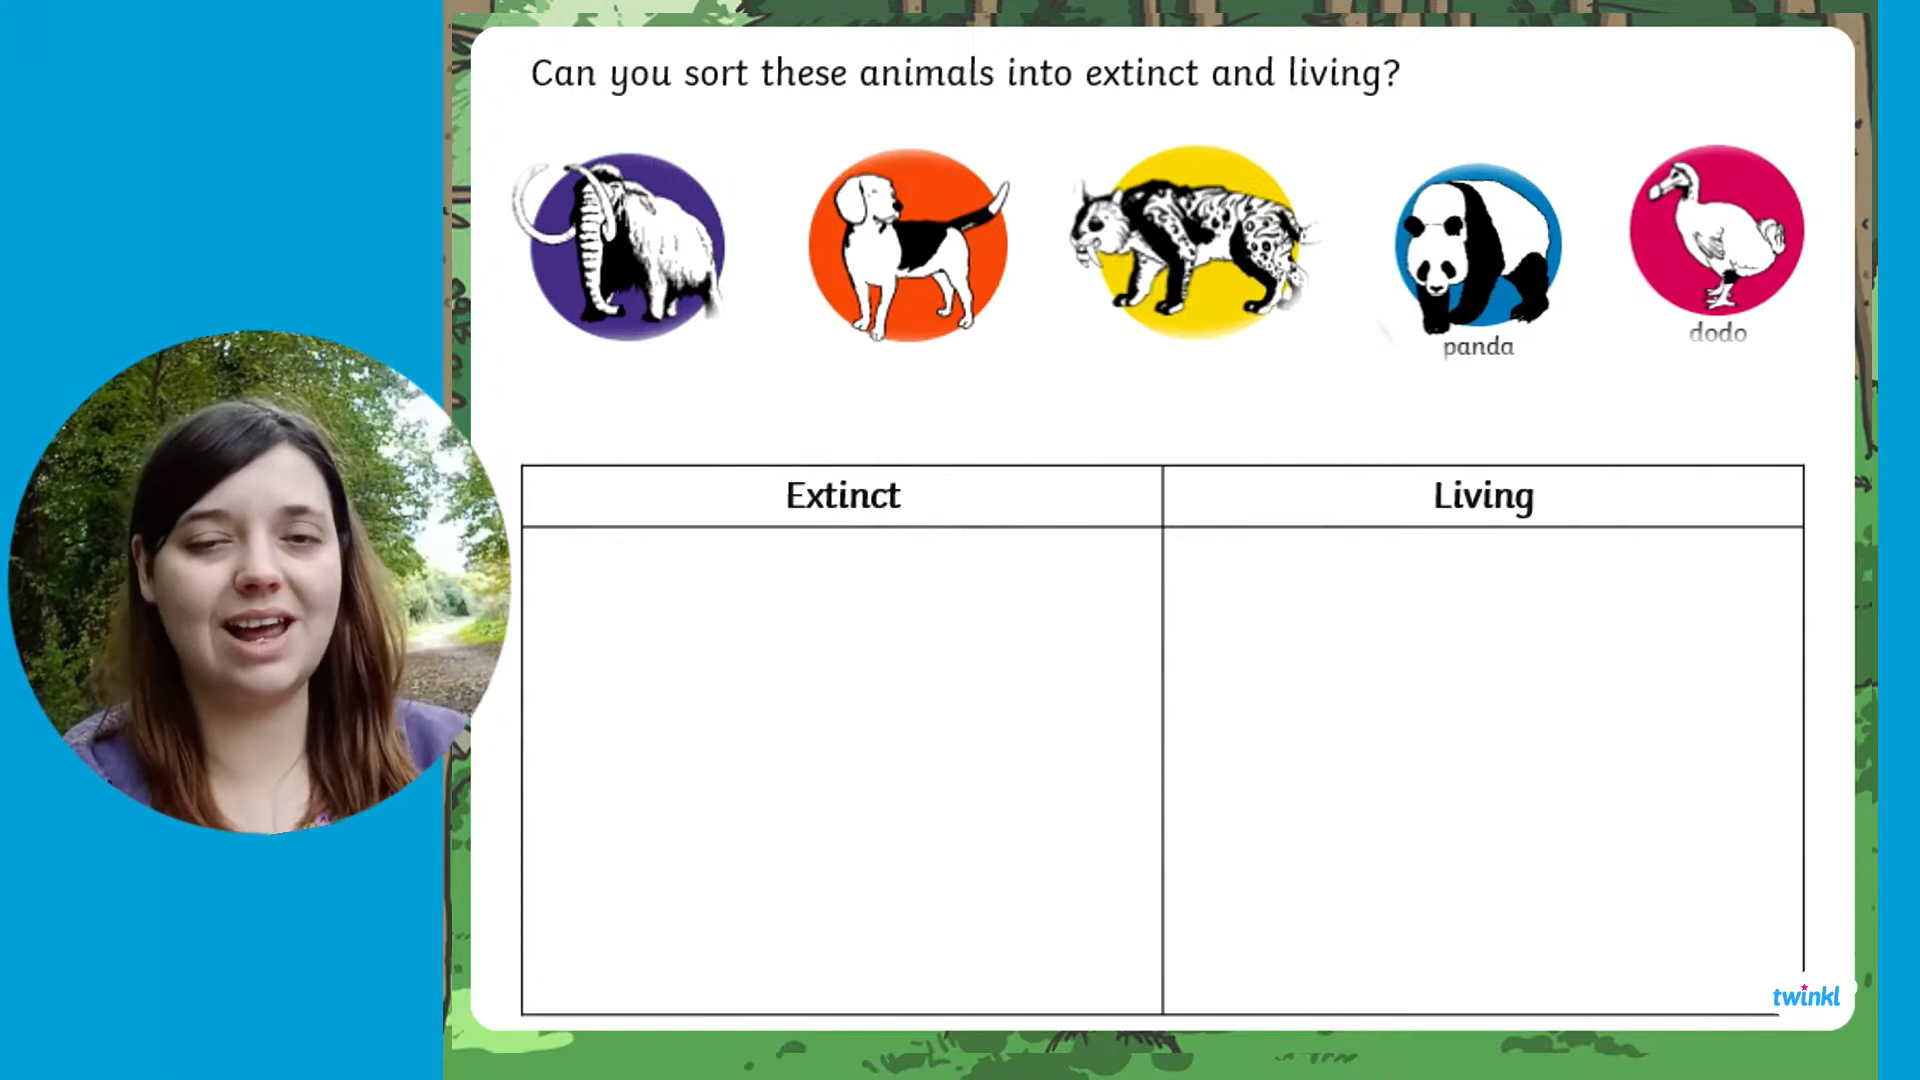 Can you sort these animals into extinct and living?
panda
dodo
Extinct
Living
twinkl